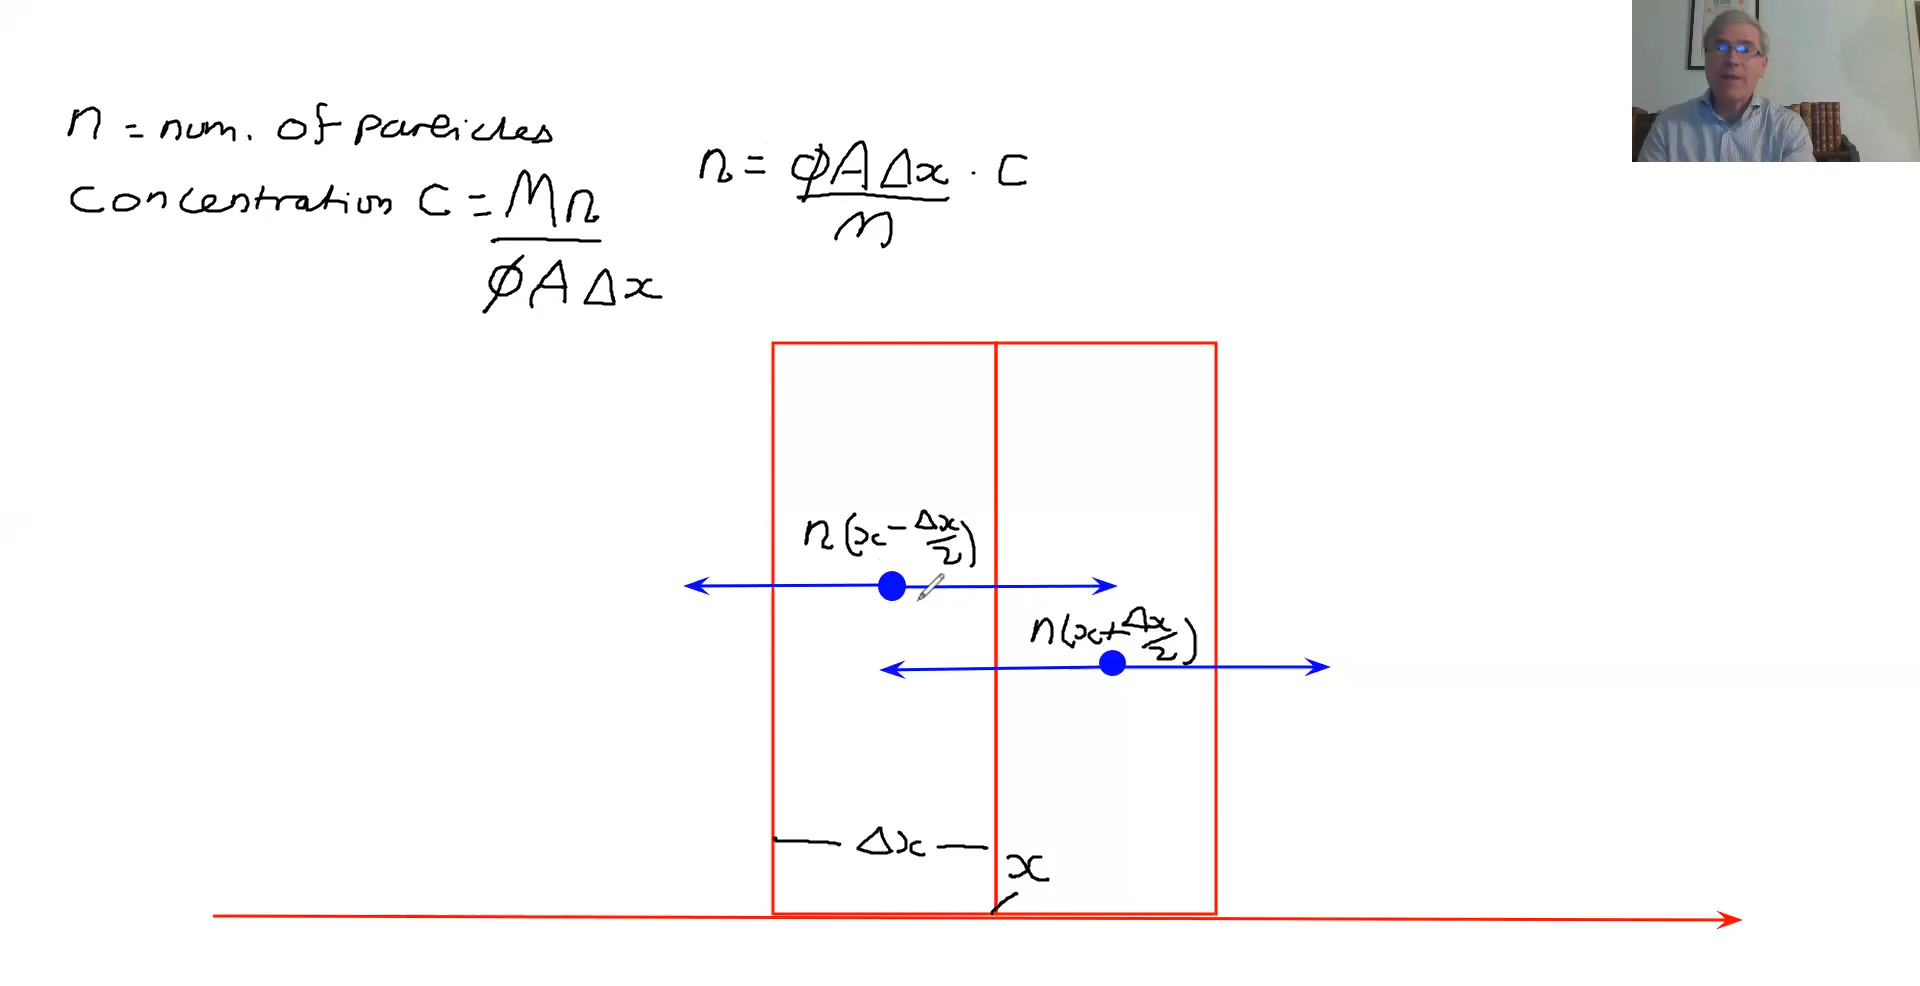 n = num. of pareicles
Concentration C = Mn / ϕAΔx
n = ϕAΔx / M · C
n(x - Δx/2)
n(x + Δx/2)
Δx
x